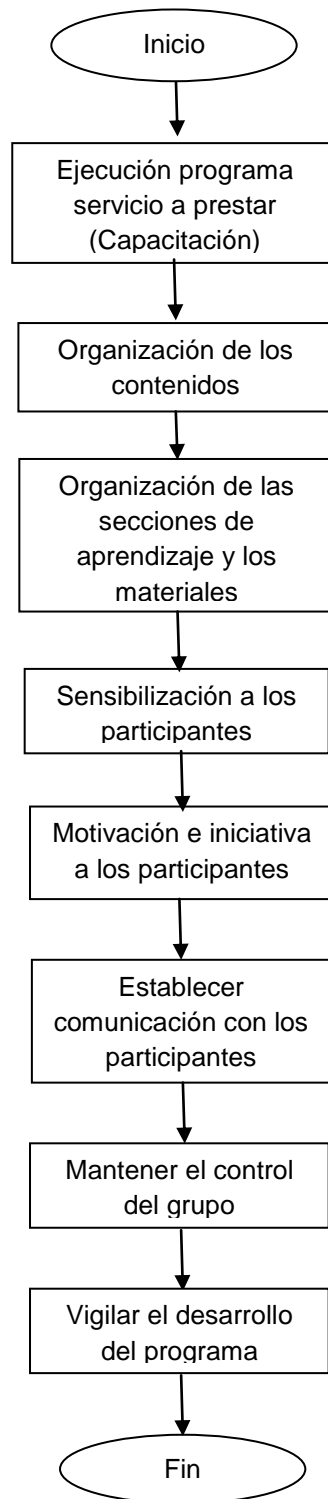 Inicio
Ejecución programa
servicio a prestar
(Capacitación)
Organización de los
contenidos
Organización de las
secciones de
aprendizaje y los
materiales
Sensibilización a los
participantes
Motivación e iniciativa
a los participantes
Establecer
comunicación con los
participantes
Mantener el control
del grupo
Vigilar el desarrollo
del programa
Fin